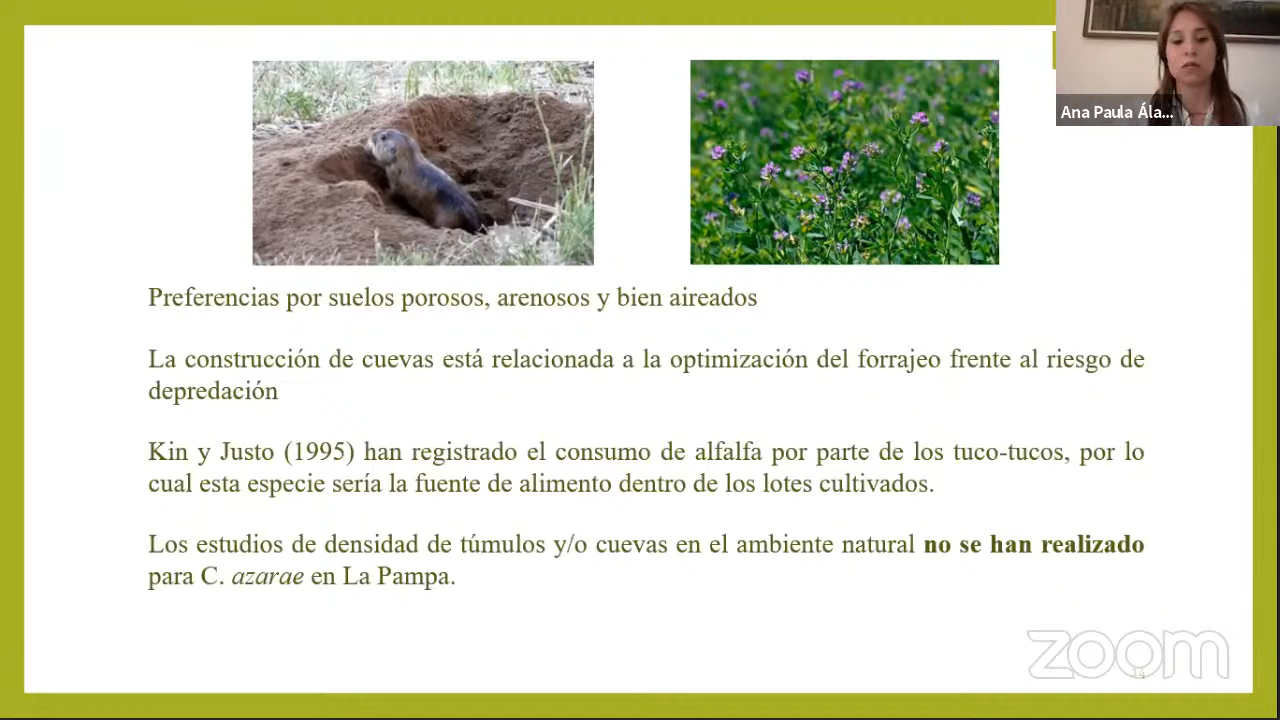 Ana Paula Ála...
Preferencias por suelos porosos, arenosos y bien aireados
La construcción de cuevas está relacionada a la optimización del forrajeo frente al riesgo de
depredación
Kin y Justo (1995) han registrado el consumo de alfalfa por parte de los tuco-tucos, por lo
cual esta especie sería la fuente de alimento dentro de los lotes cultivados.
Los estudios de densidad de túmulos y/o cuevas en el ambiente natural no se han realizado
para C. azarae en La Pampa.
zoom
14